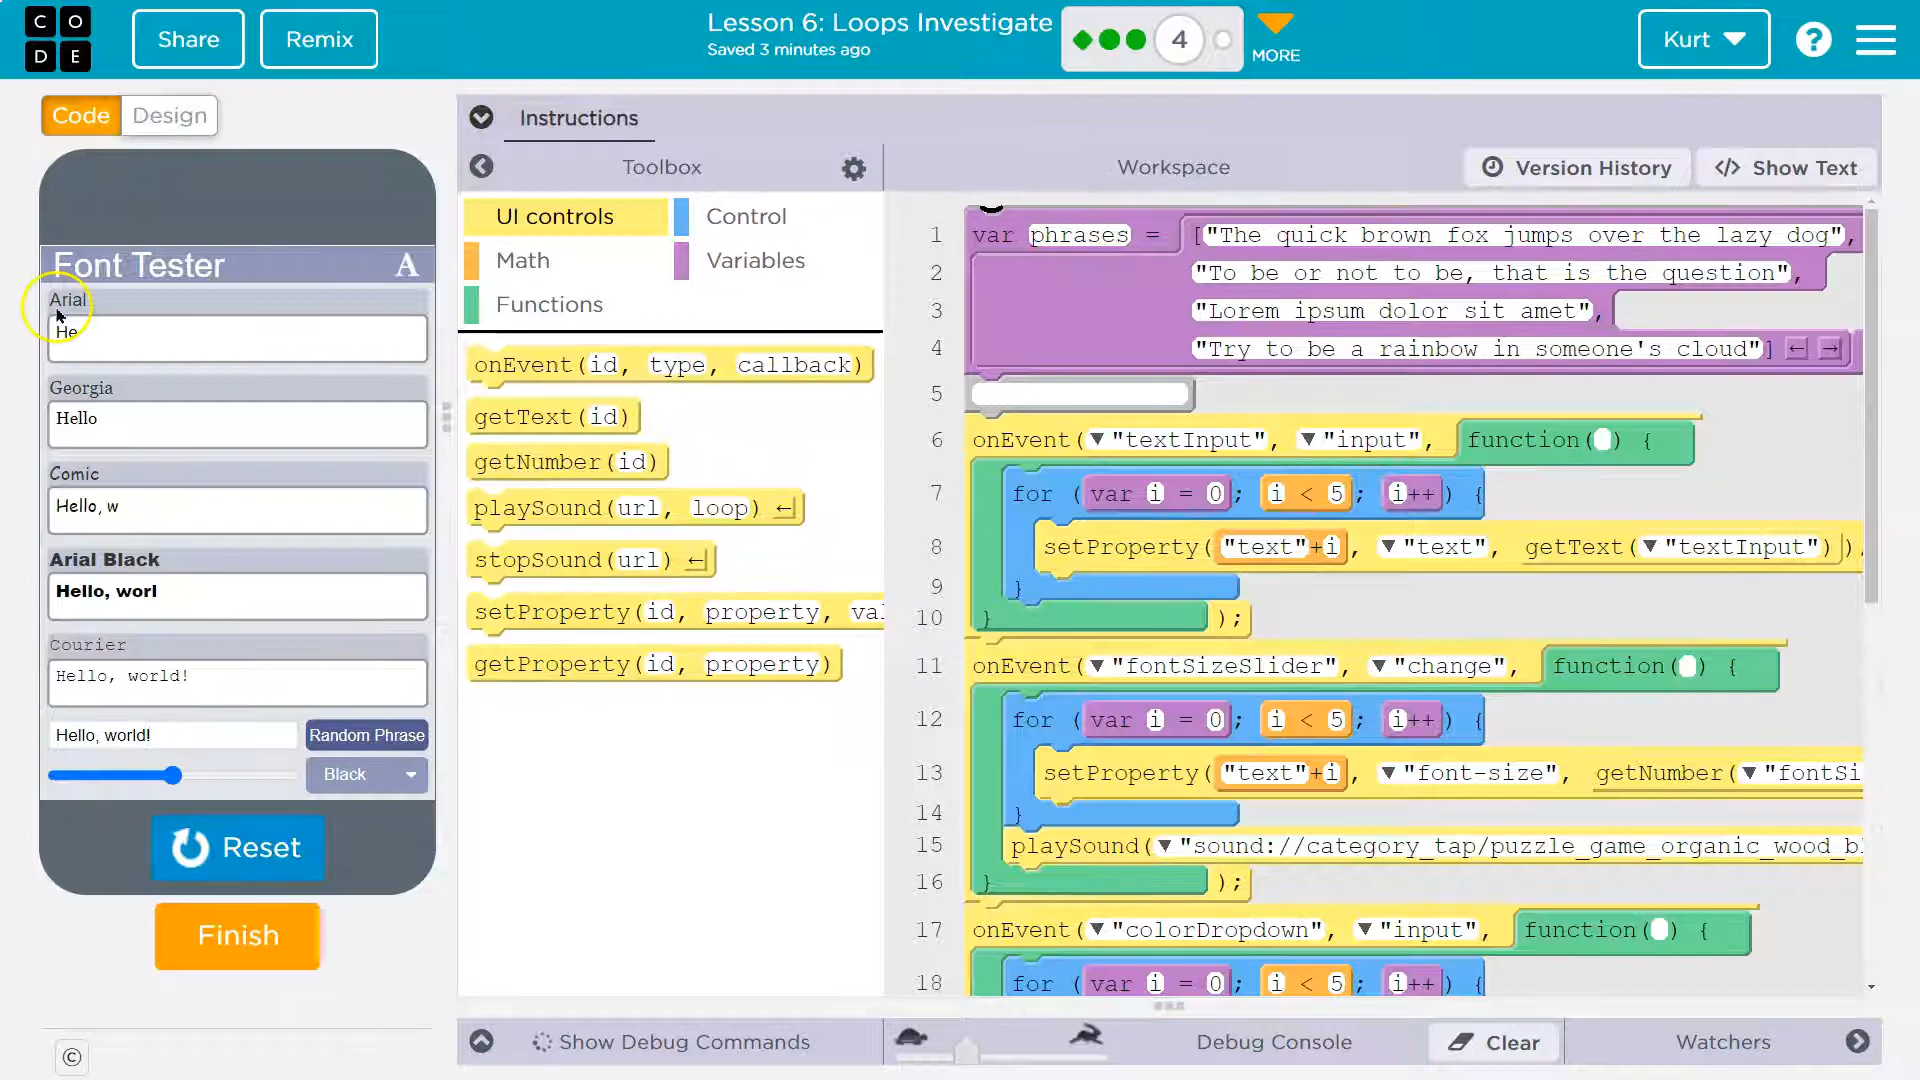 CODE
Share
Remix
Lesson 6: Loops Investigate
Saved 3 minutes ago
4
MORE
Kurt
?
Code
Design
Font Tester
A
Arial
He
Georgia
Hello
Comic
Hello, w
Arial Black
Hello, worl
Courier
Hello, world!
Hello, world!
Random Phrase
Black
Reset
Finish
©
Instructions
Toolbox
Workspace
Version History
</> Show Text
UI controls
Control
Math
Variables
Functions
onEvent(id, type, callback)
getText(id)
getNumber(id)
playSound(url, loop) ←
stopSound(url) ←
setProperty(id, property, val
getProperty(id, property)
1 var phrases = ["The quick brown fox jumps over the lazy dog",
2 "To be or not to be, that is the question",
3 "Lorem ipsum dolor sit amet",
4 "Try to be a rainbow in someone's cloud"] ← →
5
6 onEvent(▼"textInput", ▼"input", function() {
7 for (var i = 0; i < 5; i++) {
8 setProperty("text"+i, ▼"text", getText(▼"textInput"))
9 }
10 } );
11 onEvent(▼"fontSizeSlider", ▼"change", function() {
12 for (var i = 0; i < 5; i++) {
13 setProperty("text"+i, ▼"font-size", getNumber(▼"fontSi
14 }
15 playSound(▼"sound://category_tap/puzzle_game_organic_wood_bl
16 } );
17 onEvent(▼"colorDropdown", ▼"input", function() {
18 for (var i = 0; i < 5; i++) {
Show Debug Commands
Debug Console
Clear
Watchers